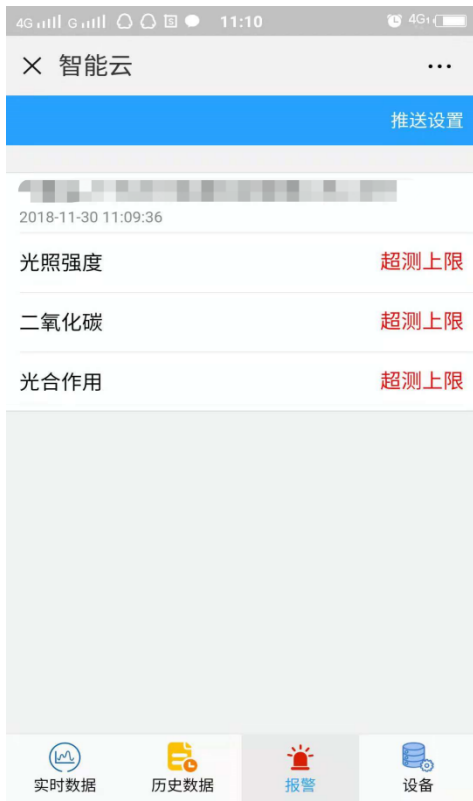 4G G 11:10 4G
智能云
推送设置
2018-11-30 11:09:36
光照强度 超测上限
二氧化碳 超测上限
光合作用 超测上限
实时数据 历史数据 报警 设备